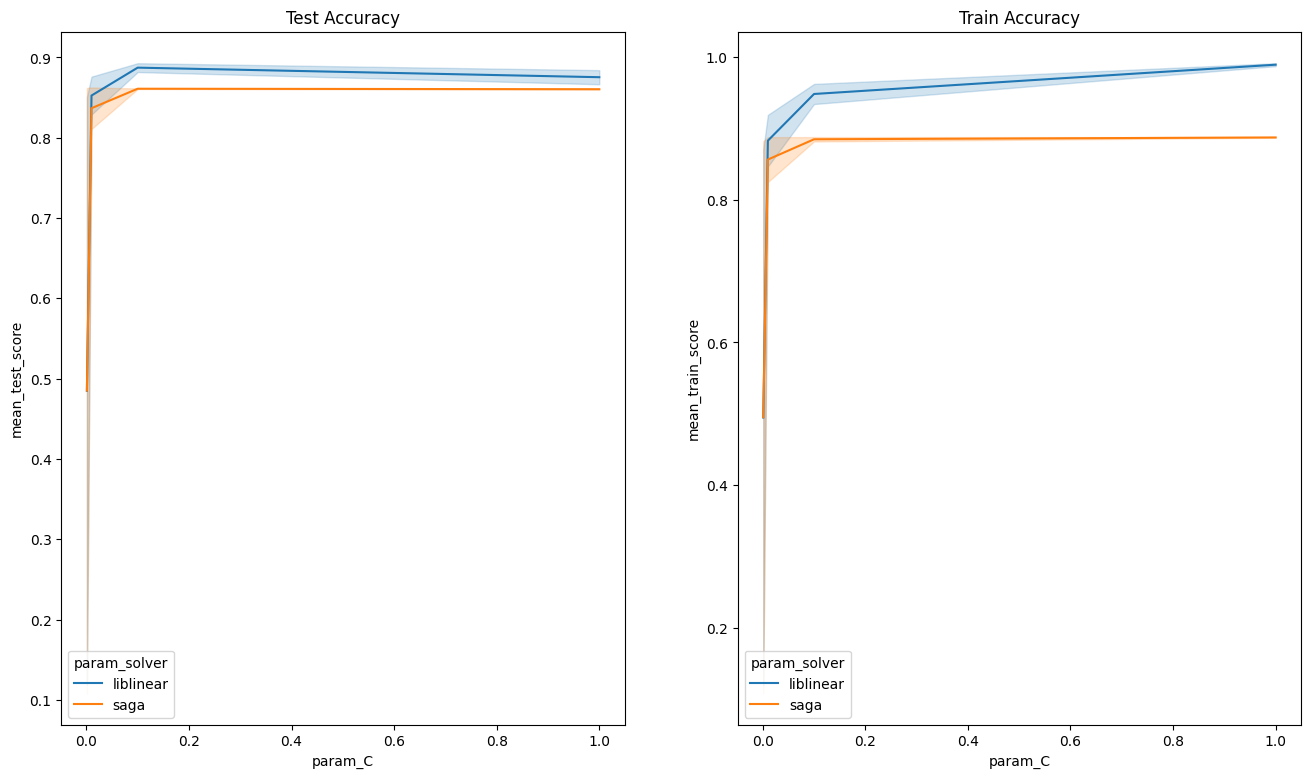 Test Accuracy
mean_test_score
0.9
0.8
0.7
0.6
0.5
0.4
0.3
0.2
0.1
param_solver
liblinear
saga
0.0 0.2 0.4 0.6 0.8 1.0
param_C
Train Accuracy
mean_train_score
1.0
0.8
0.6
0.4
0.2
param_solver
liblinear
saga
0.0 0.2 0.4 0.6 0.8 1.0
param_C